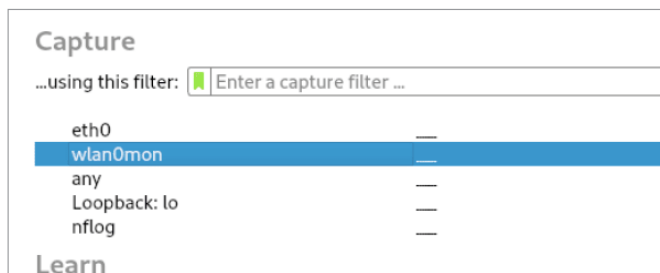 Capture
...using this filter: Enter a capture filter ...
eth0
wlan0mon
any
Loopback: lo
nflog
Learn